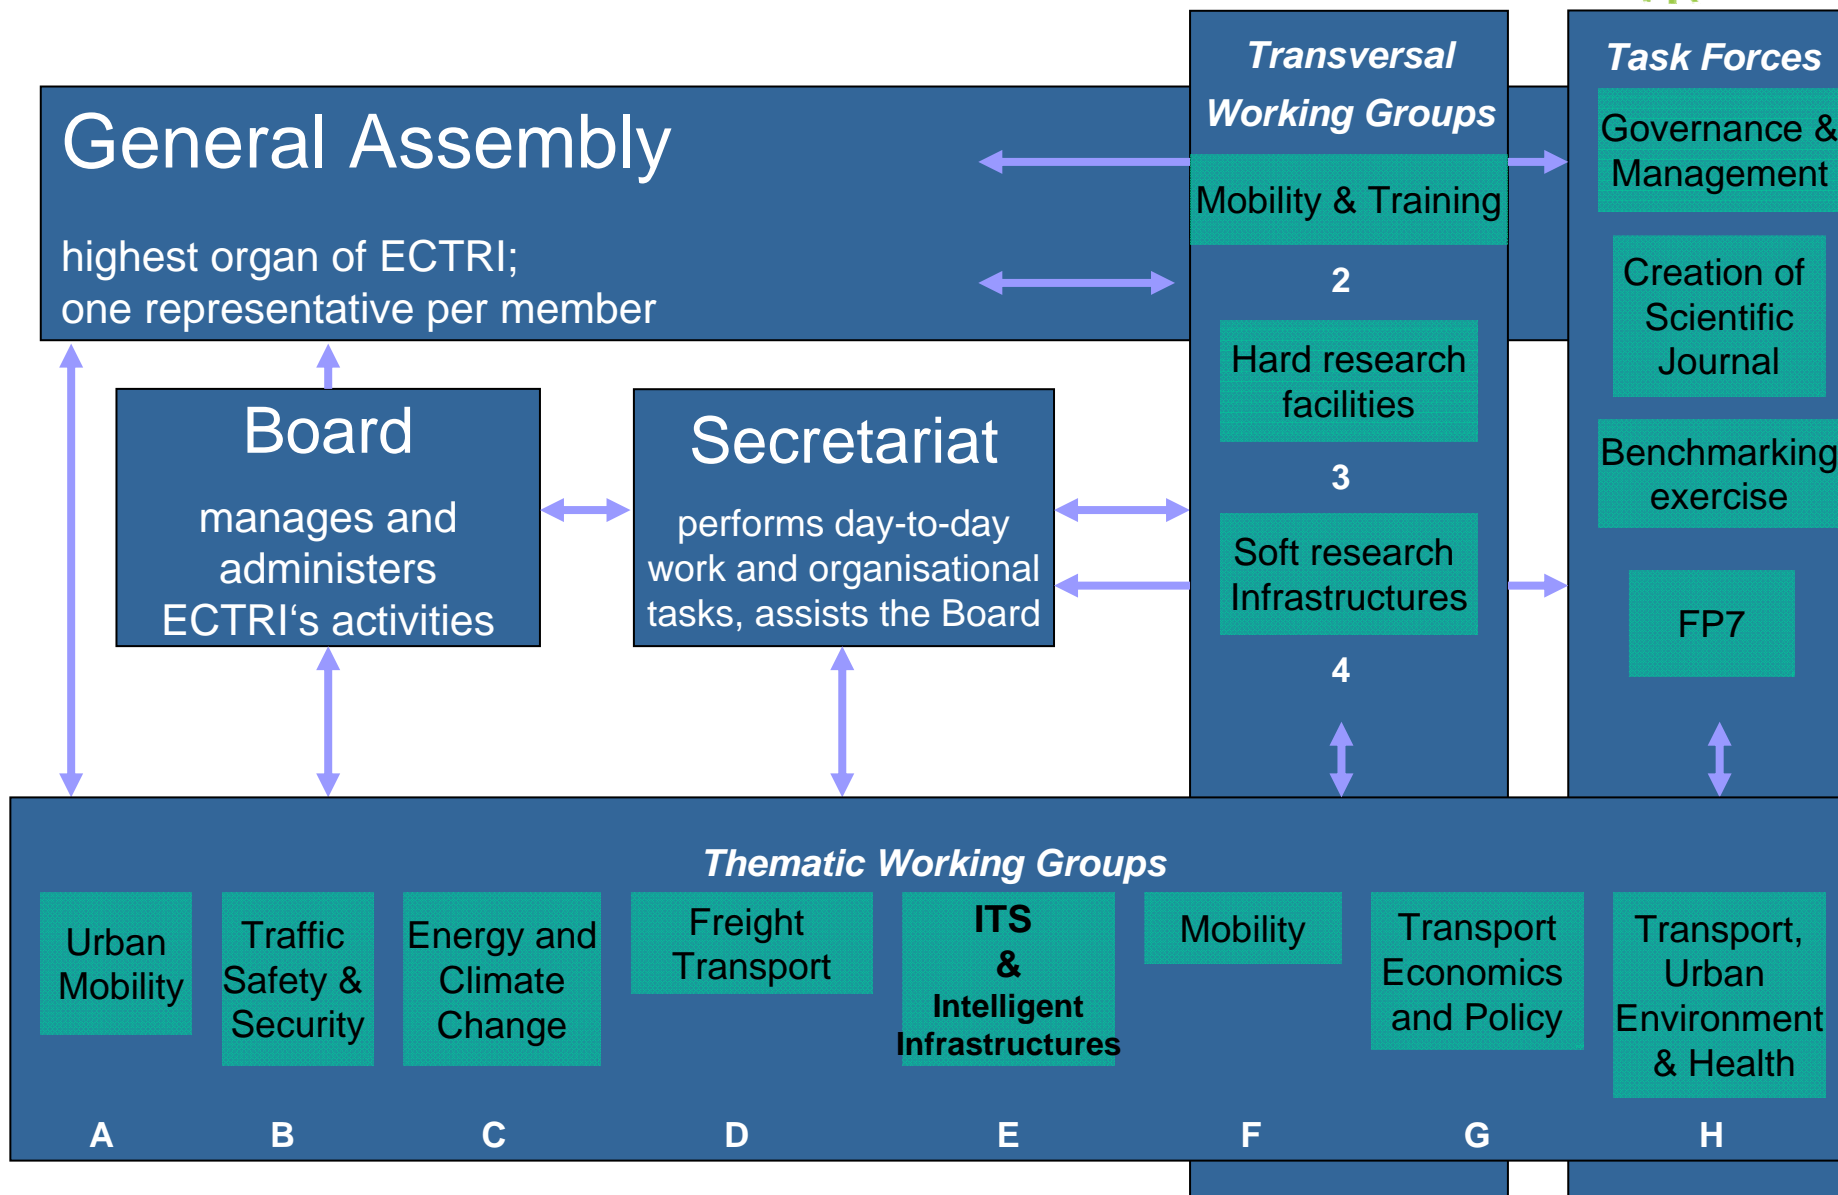 General Assembly
highest organ of ECTRI;
one representative per member
Board
manages and
administers
ECTRI‘s activities
Secretariat
performs day-to-day
work and organisational
tasks, assists the Board
Transversal
Working Groups
Mobility & Training
2
Hard research
facilities
3
Soft research
Infrastructures
4
Task Forces
Governance &
Management
Creation of
Scientific
Journal
Benchmarking
exercise
FP7
Thematic Working Groups
Urban
Mobility
A
Traffic
Safety &
Security
B
Energy and
Climate
Change
C
Freight
Transport
D
ITS
&
Intelligent
Infrastructures
E
Mobility
F
Transport
Economics
and Policy
G
Transport,
Urban
Environment
& Health
H